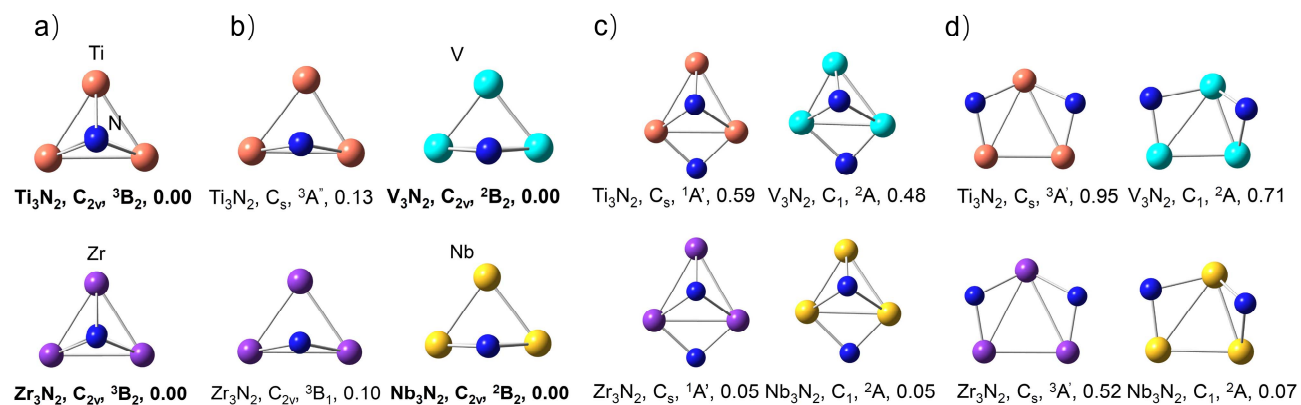 a) b) c) d)
Ti V
N
Ti₃N₂, C₂ᵥ, ³B₂, 0.00 Ti₃N₂, Cₛ, ³A", 0.13 V₃N₂, C₂ᵥ, ²B₂, 0.00 Ti₃N₂, Cₛ, ¹A', 0.59 V₃N₂, C₁, ²A, 0.48 Ti₃N₂, Cₛ, ³A', 0.95 V₃N₂, C₁, ²A, 0.71
Zr Nb
Zr₃N₂, C₂ᵥ, ³B₂, 0.00 Zr₃N₂, C₂ᵥ, ³B₁, 0.10 Nb₃N₂, C₂ᵥ, ²B₂, 0.00 Zr₃N₂, Cₛ, ¹A', 0.05 Nb₃N₂, C₁, ²A, 0.05 Zr₃N₂, Cₛ, ³A', 0.52 Nb₃N₂, C₁, ²A, 0.07